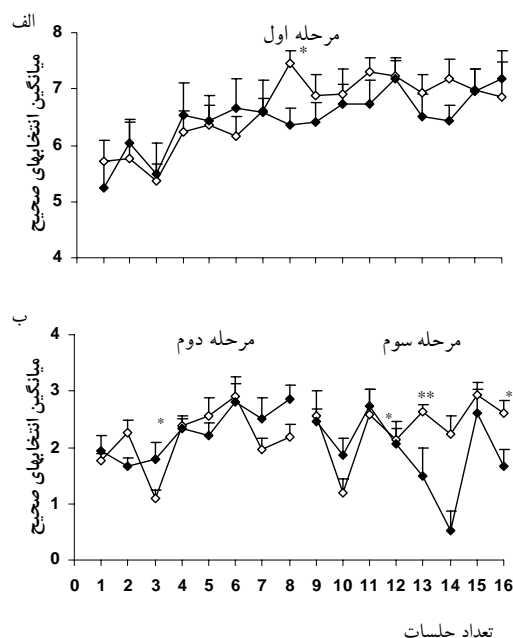 الف
مرحله اول
*
میانگین انتخابهای صحیح
8
7
6
5
4
ب
مرحله دوم
مرحله سوم
* * ** *
میانگین انتخابهای صحیح
4
3
2
1
0
0 1 2 3 4 5 6 7 8 9 10 11 12 13 14 15 16
تعداد جلسات